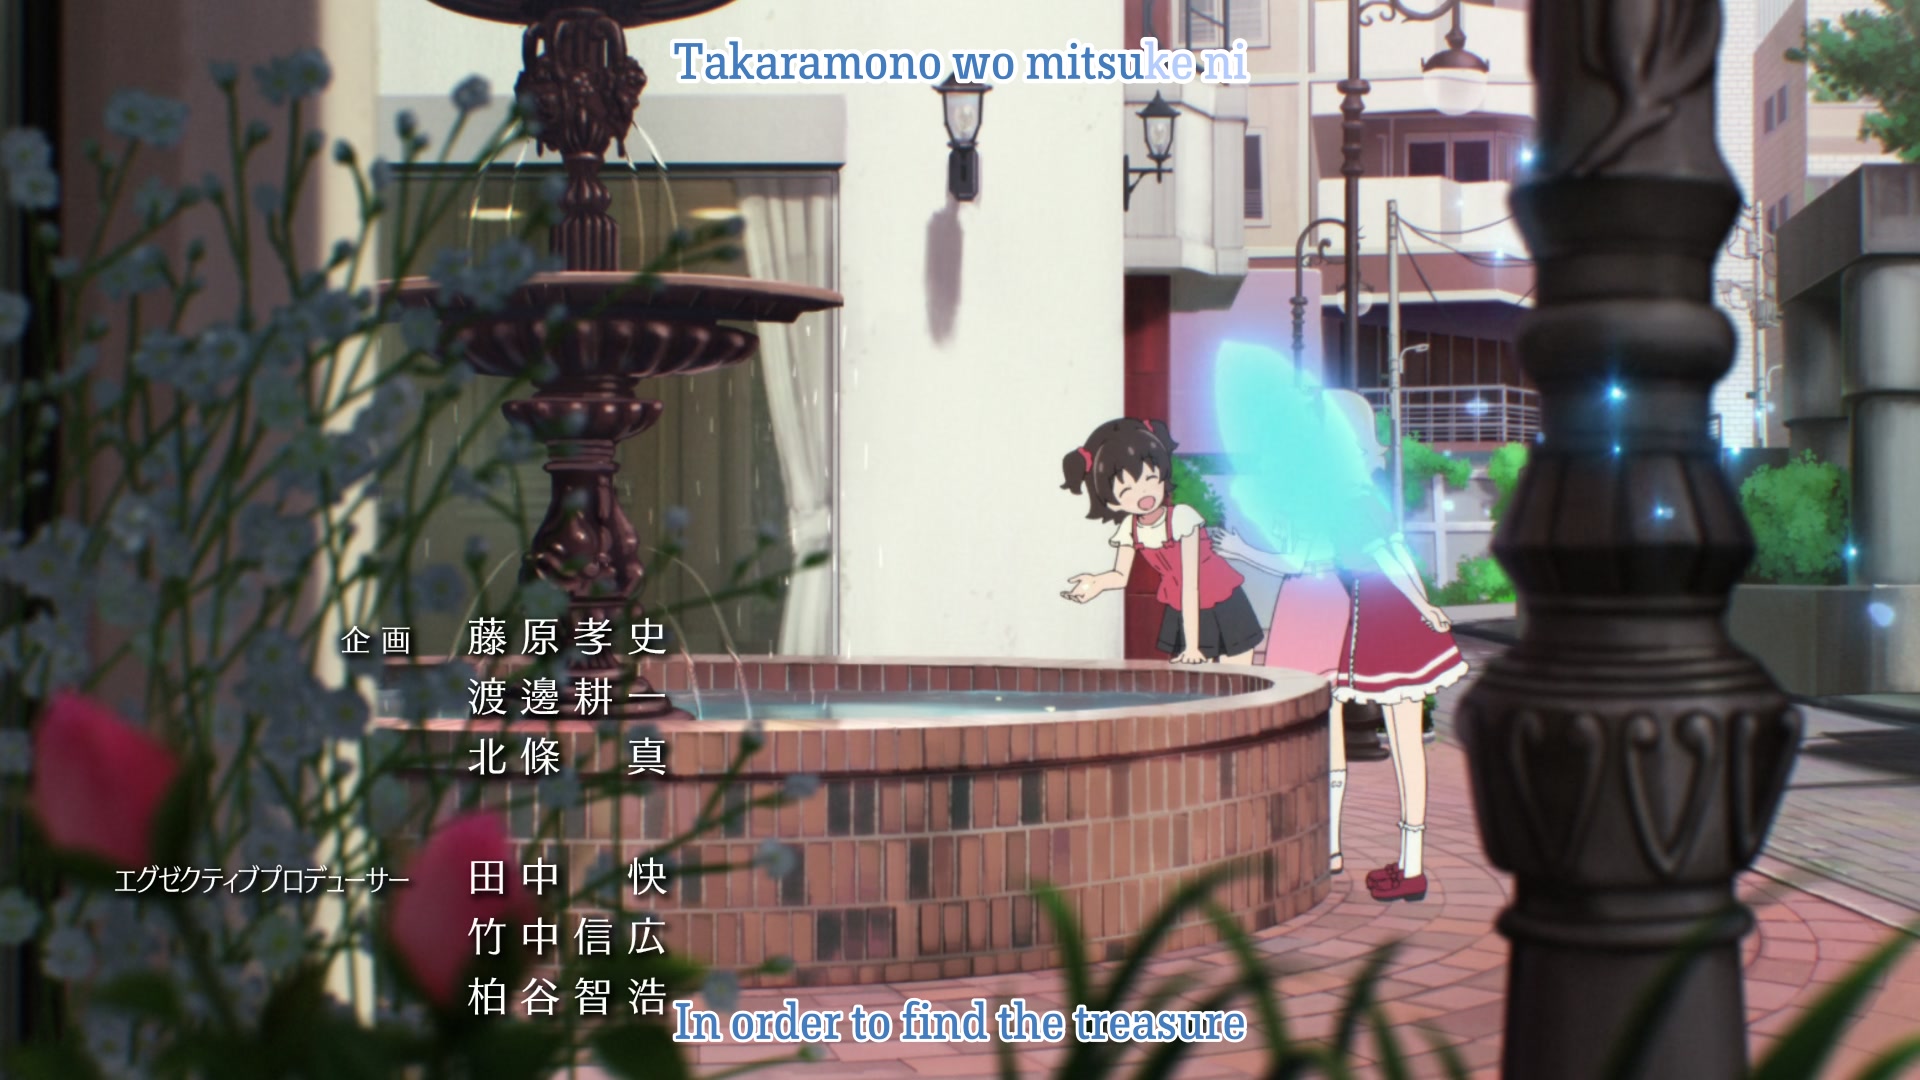 Takaramono wo mitsuke ni
企画 藤原孝史
渡邊耕一
北條 真
エグゼクティブプロデューサー 田中 快
竹中信広
柏谷智浩
In order to find the treasure